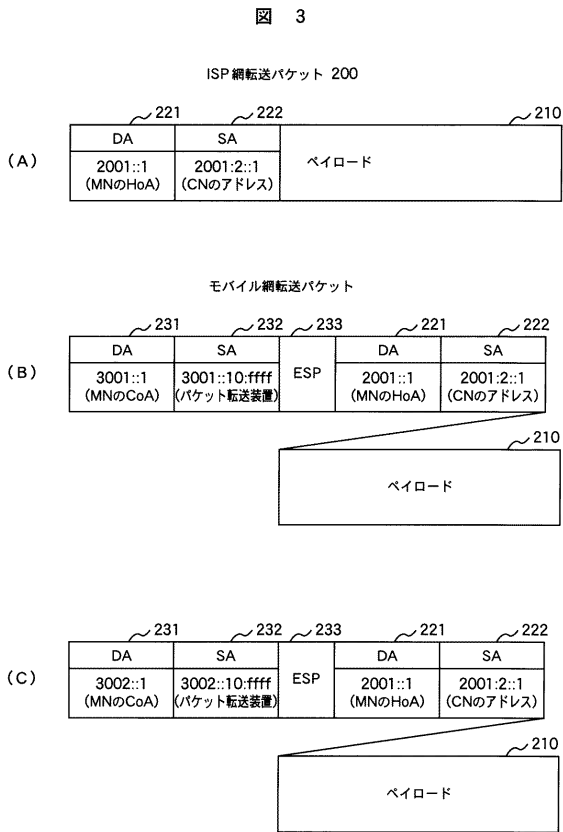 図 3
ISP網転送パケット 200
221 222 210
(A)
DA SA
ペイロード
2001::1 2001:2::1
(MNのHoA) (CNのアドレス)
モバイル網転送パケット
231 232 233 221 222
(B)
DA SA ESP DA SA
3001::1 3001::10:ffff 2001::1 2001:2::1
(MNのCoA) (パケット転送装置) (MNのHoA) (CNのアドレス)
210
ペイロード
231 232 233 221 222
(C)
DA SA ESP DA SA
3002::1 3002::10:ffff 2001::1 2001:2::1
(MNのCoA) (パケット転送装置) (MNのHoA) (CNのアドレス)
210
ペイロード